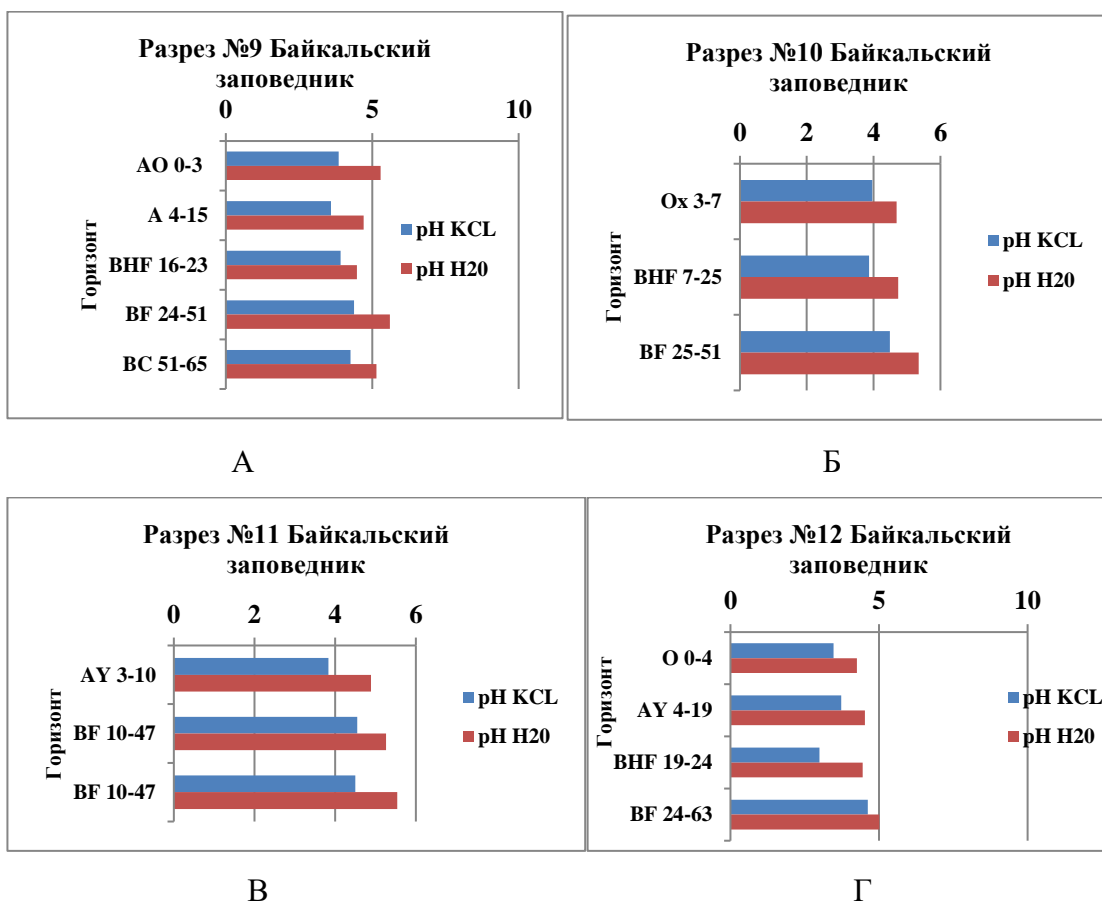 Разрез №9 Байкальский
заповедник
0 5 10
Горизонт
AO 0-3
A 4-15
BHF 16-23
BF 24-51
BC 51-65
pH KCL
pH H20
А
Разрез №10 Байкальский
заповедник
0 2 4 6
Горизонт
Ox 3-7
BHF 7-25
BF 25-51
pH KCL
pH H20
Б
Разрез №11 Байкальский
заповедник
0 2 4 6
Горизонт
AY 3-10
BF 10-47
BF 10-47
pH KCL
pH H20
В
Разрез №12 Байкальский
заповедник
0 5 10
Горизонт
O 0-4
AY 4-19
BHF 19-24
BF 24-63
pH KCL
pH H20
Г